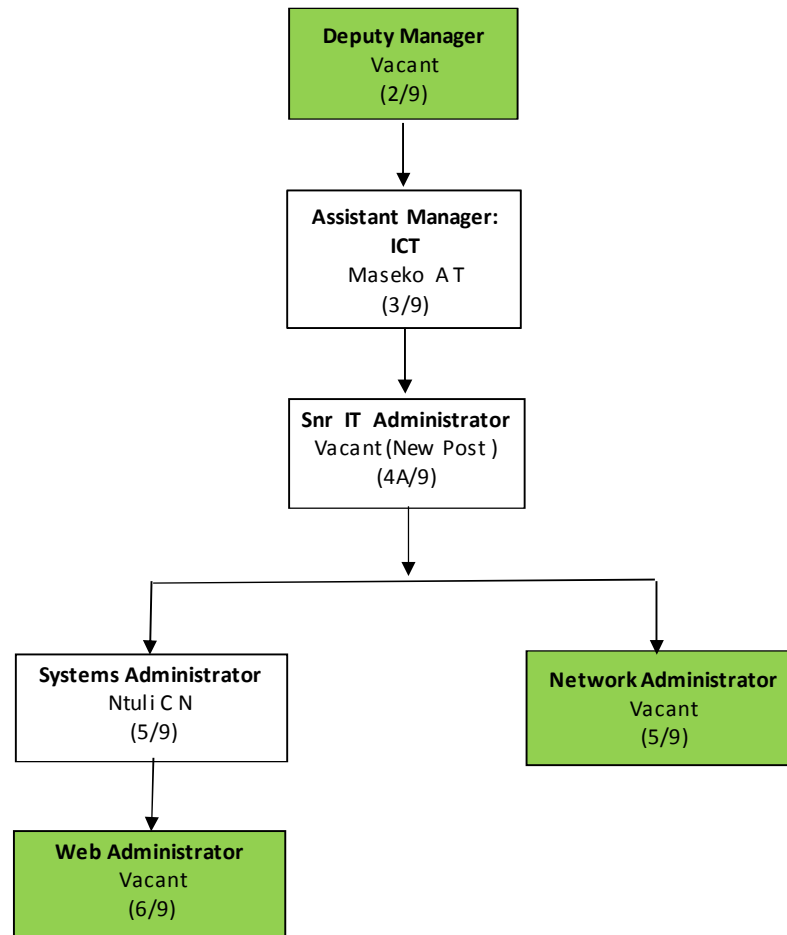 Deputy Manager
Vacant
(2/9)
Assistant Manager:
ICT
Maseko A T
(3/9)
Snr IT Administrator
Vacant (New Post )
(4A/9)
Systems Administrator
Ntuli C N
(5/9)
Network Administrator
Vacant
(5/9)
Web Administrator
Vacant
(6/9)